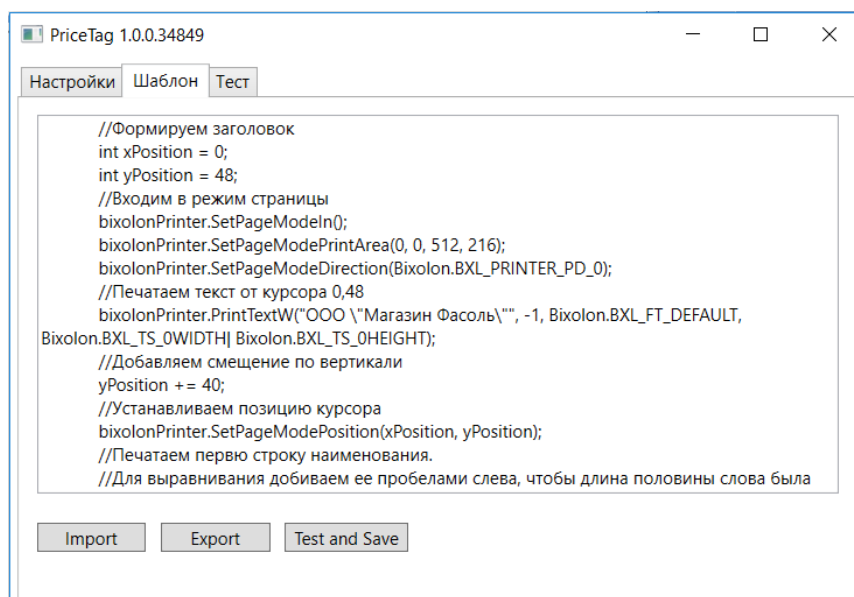 PriceTag 1.0.0.34849
Настройки Шаблон Тест
//Формируем заголовок
int xPosition = 0;
int yPosition = 48;
//Входим в режим страницы
bixolonPrinter.SetPageModeIn();
bixolonPrinter.SetPageModePrintArea(0, 0, 512, 216);
bixolonPrinter.SetPageModeDirection(Bixolon.BXL_PRINTER_PD_0);
//Печатаем текст от курсора 0,48
bixolonPrinter.PrintTextW("ООО \"Магазин Фасоль\"", -1, Bixolon.BXL_FT_DEFAULT,
Bixolon.BXL_TS_0WIDTH| Bixolon.BXL_TS_0HEIGHT);
//Добавляем смещение по вертикали
yPosition += 40;
//Устанавливаем позицию курсора
bixolonPrinter.SetPageModePosition(xPosition, yPosition);
//Печатаем первю строку наименования.
//Для выравнивания добиваем ее пробелами слева, чтобы длина половины слова была
Import Export Test and Save